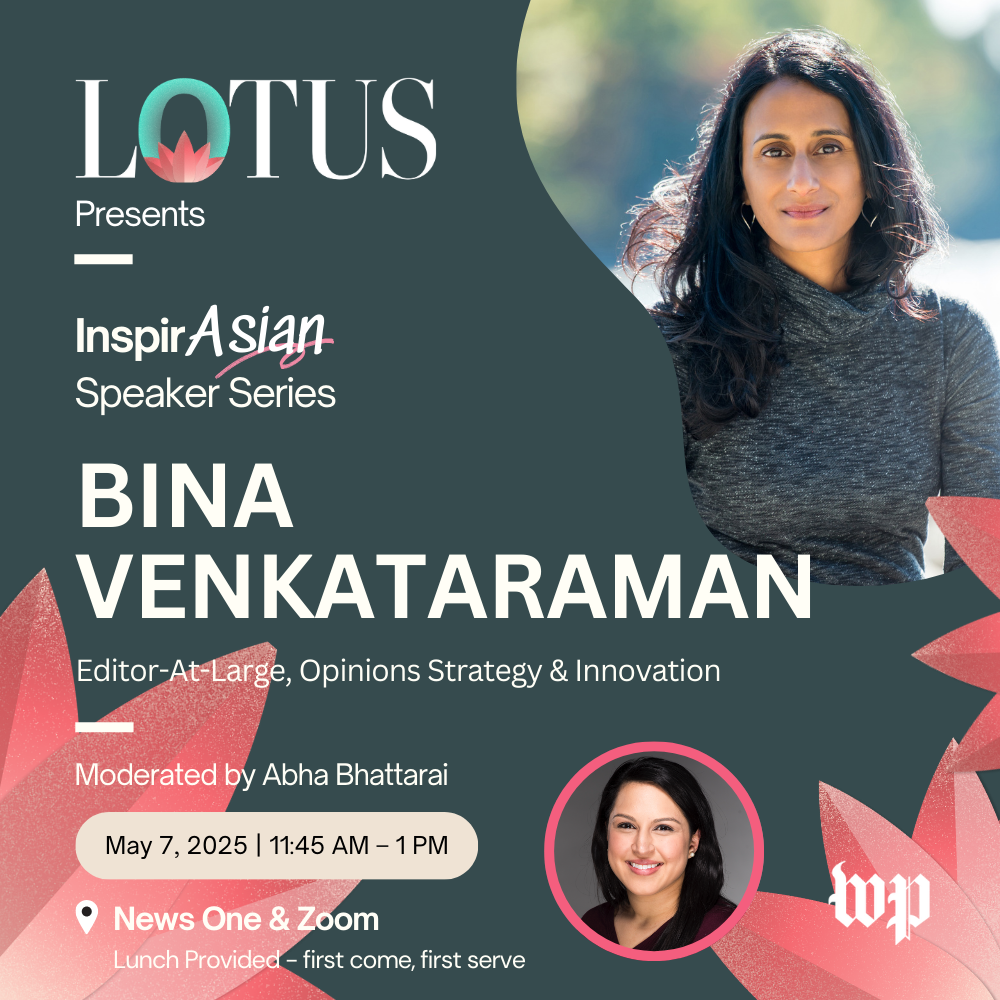 LOTUS
Presents
InspirAsian
Speaker Series
BINA
VENKATARAMAN
Editor-At-Large, Opinions Strategy & Innovation
Moderated by Abha Bhattarai
May 7, 2025 | 11:45 AM – 1 PM
News One & Zoom
Lunch Provided – first come, first serve
wp